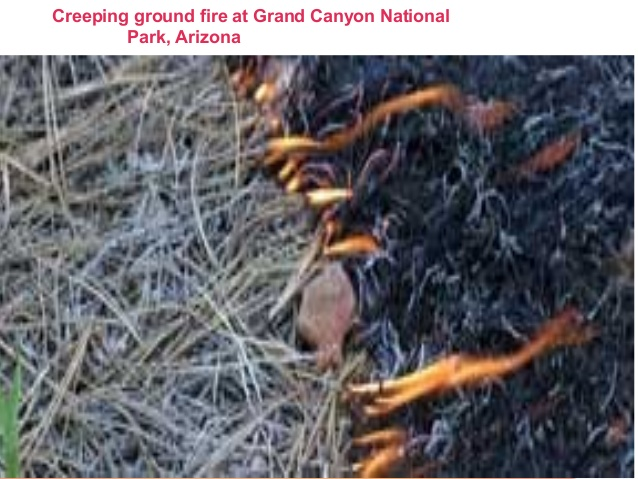 Creeping ground fire at Grand Canyon National
Park, Arizona